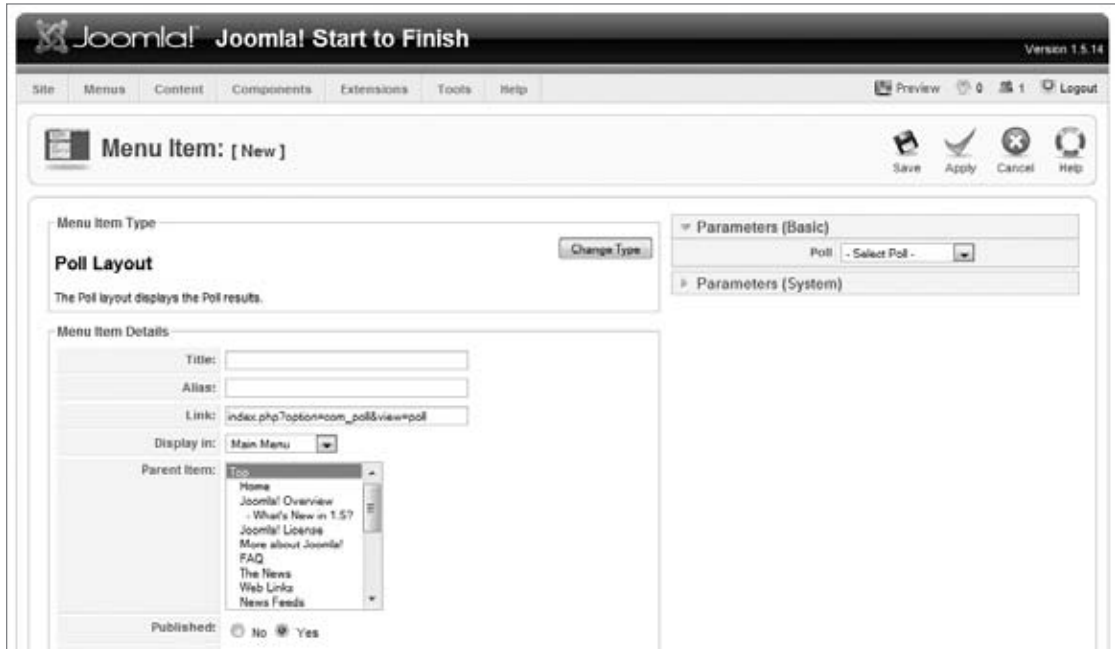 Joomla! Joomla! Start to Finish
Version 1.5.14
Site Menus Content Components Extensions Tools Help Preview 0 1 Logout
Menu Item: [ New ]
Save Apply Cancel Help
Menu Item Type
Change Type
Poll Layout
The Poll layout displays the Poll results.
Parameters (Basic)
Poll - Select Poll -
Parameters (System)
Menu Item Details
Title:
Alias:
Link: index.php?option=com_poll&view=poll
Display in: Main Menu
Parent Item: Top
Home
Joomla! Overview
- What's New in 1.5?
Joomla! License
More about Joomla!
FAQ
The News
Web Links
News Feeds
Published: No Yes